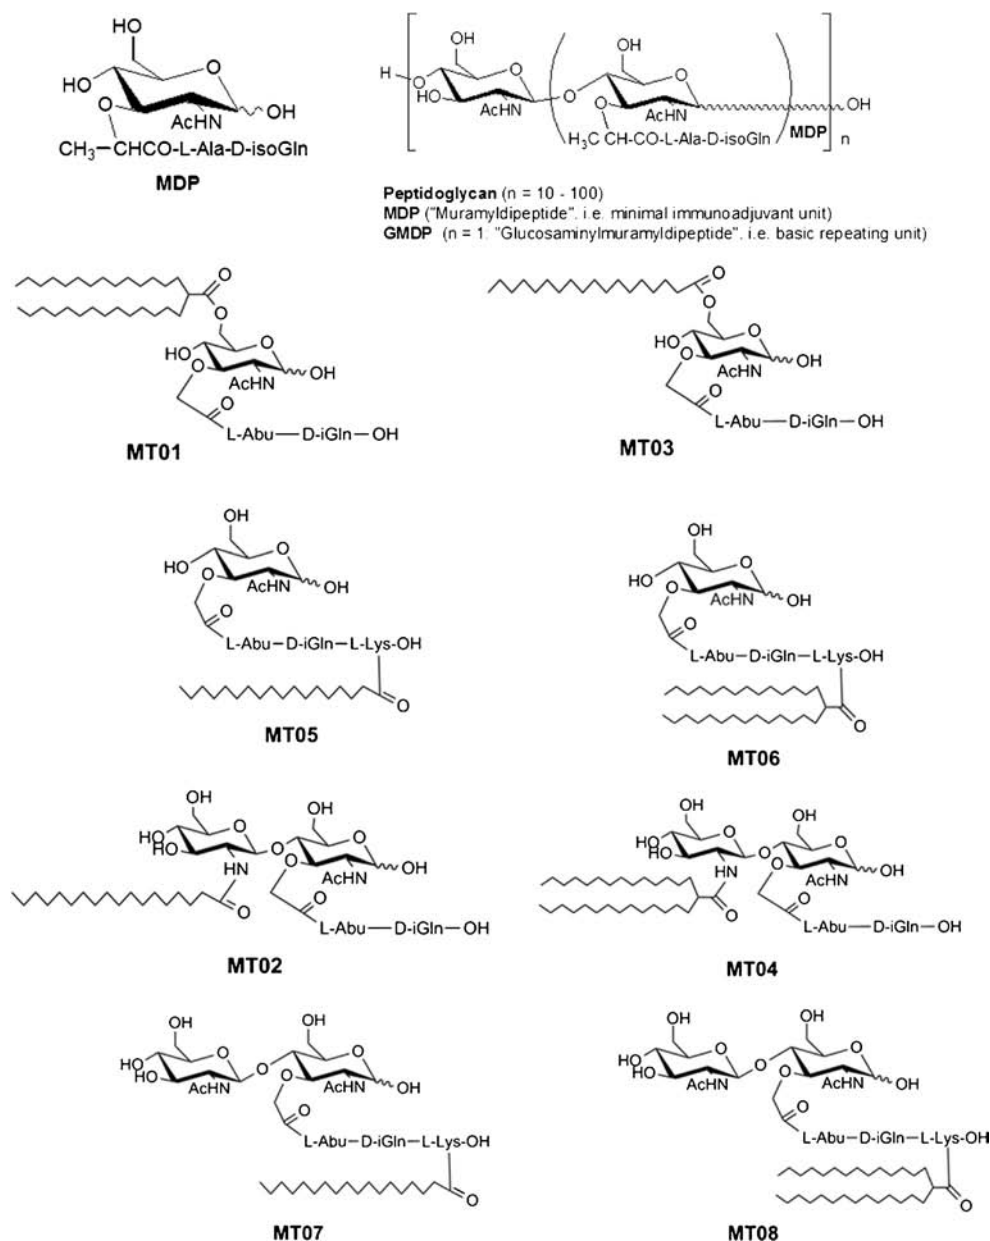 HO
O
HO
O
AcHN
OH
CH₃-CHCO-L-Ala-D-isoGln
MDP
HO
H
O
HO
O
AcHN
O
HO
O
O
AcHN
H₃C CH-CO-L-Ala-D-isoGln
MDP
OH
n
Peptidoglycan (n = 10 - 100)
MDP ("Muramyldipeptide". i.e. minimal immunoadjuvant unit)
GMDP (n = 1. "Glucosaminylmuramyldipeptide". i.e. basic repeating unit)
O
O
HO
O
O
AcHN
OH
O
L-Abu—D-iGln—OH
MT01
O
O
HO
O
O
AcHN
OH
O
L-Abu—D-iGln—OH
MT03
OH
HO
O
O
AcHN
OH
O
L-Abu—D-iGln—L-Lys-OH
O
MT05
OH
HO
O
O
AcHN
OH
O
L-Abu—D-iGln—L-Lys-OH
O
MT06
OH
OH
HO
HO
O
O
O
O
HN
AcHN
OH
O
O
L-Abu—D-iGln—OH
MT02
OH
OH
HO
HO
O
O
O
O
HN
AcHN
OH
O
O
L-Abu—D-iGln—OH
MT04
OH
OH
HO
HO
O
O
O
O
AcHN
AcHN
OH
O
L-Abu—D-iGln—L-Lys-OH
O
MT07
OH
OH
HO
HO
O
O
O
O
AcHN
AcHN
OH
O
L-Abu—D-iGln—L-Lys-OH
O
MT08